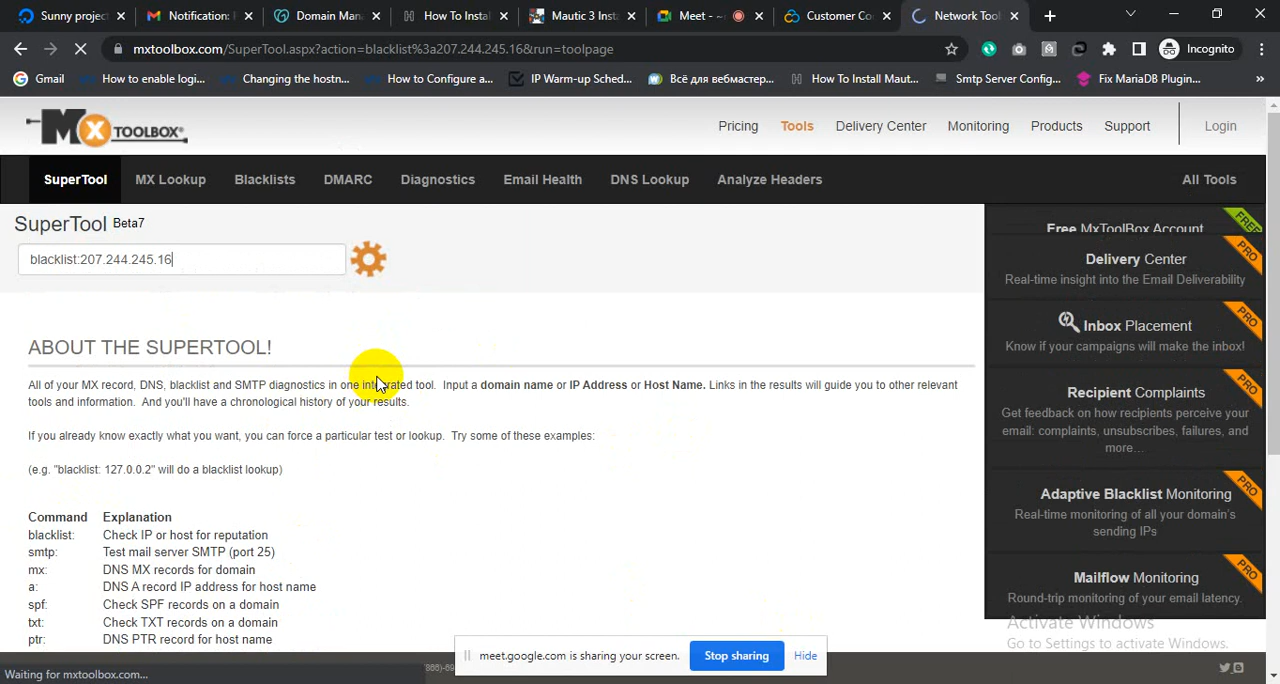 Sunny project
Notification:
Domain Man
How To Instal
Mautic 3 Inst
Meet - ~
Customer Co
Network Tool
mxtoolbox.com/SuperTool.aspx?action=blacklist%3a207.244.245.16&run=toolpage
Incognito
Gmail
How to enable logi...
Changing the hostn...
How to Configure a...
IP Warm-up Sched...
Всё для вебмастер...
How To Install Maut...
Smtp Server Config...
Fix MariaDB Plugin...
»
MX TOOLBOX®
Pricing
Tools
Delivery Center
Monitoring
Products
Support
Login
SuperTool
MX Lookup
Blacklists
DMARC
Diagnostics
Email Health
DNS Lookup
Analyze Headers
All Tools
SuperTool Beta7
blacklist:207.244.245.16
ABOUT THE SUPERTOOL!
All of your MX record, DNS, blacklist and SMTP diagnostics in one integrated tool. Input a domain name or IP Address or Host Name. Links in the results will guide you to other relevant
tools and information. And you'll have a chronological history of your results.
If you already know exactly what you want, you can force a particular test or lookup. Try some of these examples:
(e.g. "blacklist: 127.0.0.2" will do a blacklist lookup)
Command Explanation
blacklist: Check IP or host for reputation
smtp: Test mail server SMTP (port 25)
mx: DNS MX records for domain
a: DNS A record IP address for host name
spf: Check SPF records on a domain
txt: Check TXT records on a domain
ptr: DNS PTR record for host name
Free MxToolBox Account
FREE
Delivery Center
PRO
Real-time insight into the Email Deliverability
Inbox Placement
PRO
Know if your campaigns will make the inbox!
Recipient Complaints
PRO
Get feedback on how recipients perceive your
email: complaints, unsubscribes, failures, and
more...
Adaptive Blacklist Monitoring
PRO
Real-time monitoring of all your domain's
sending IPs
Mailflow Monitoring
PRO
Round-trip monitoring of your email latency.
Activate Windows
Go to Settings to activate Windows.
meet.google.com is sharing your screen.
Stop sharing
Hide
Waiting for mxtoolbox.com...